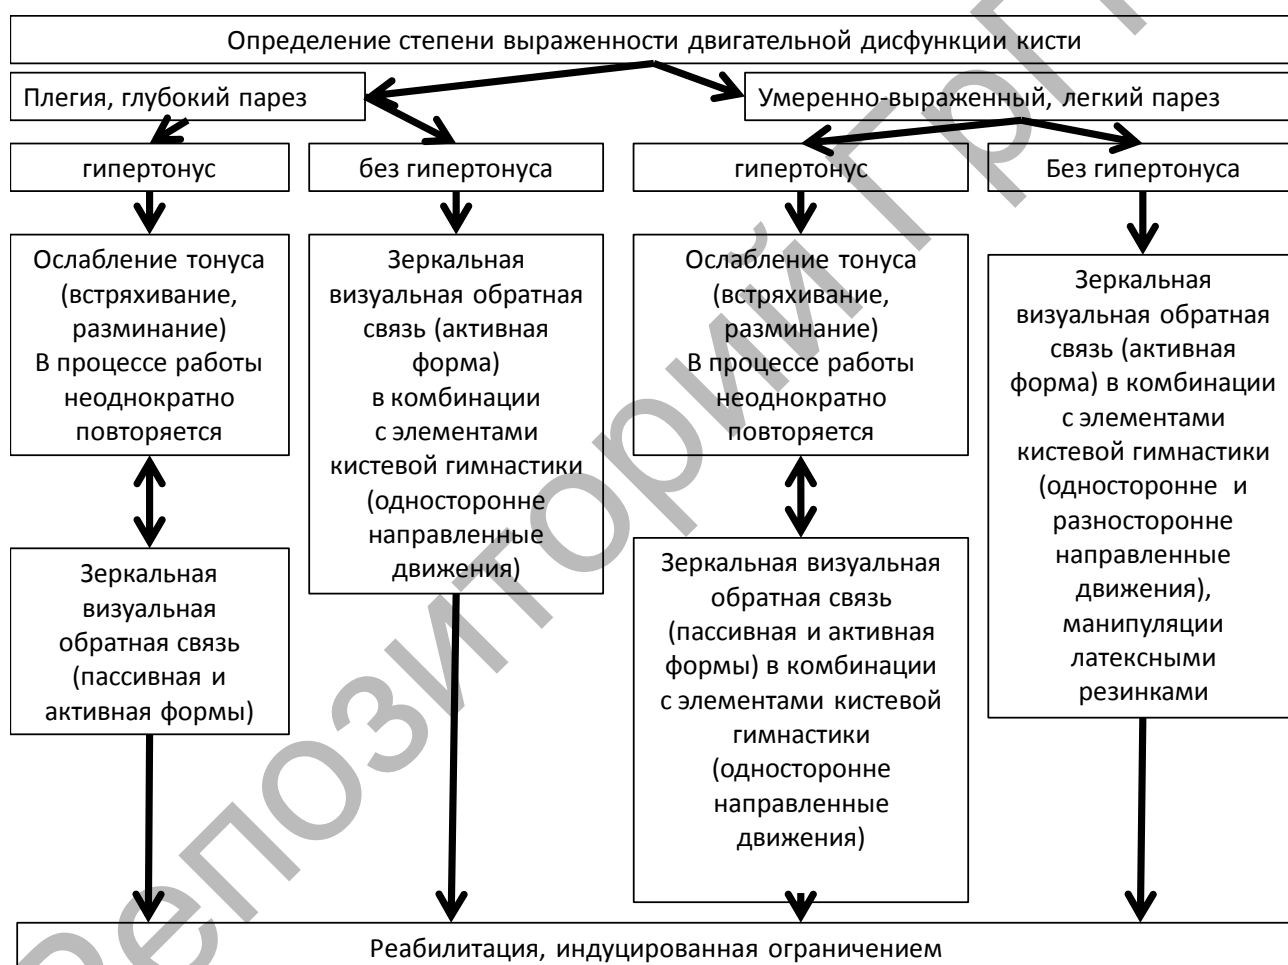 Определение степени выраженности двигательной дисфункции кисти
Плегия, глубокий парез
Умеренно-выраженный, легкий парез
гипертонус
без гипертонуса
гипертонус
Без гипертонуса
Ослабление тонуса
(встряхивание,
разминание)
В процессе работы
неоднократно
повторяется
Зеркальная
визуальная обратная
связь (активная
форма)
в комбинации
с элементами
кистевой гимнастики
(односторонне
направленные
движения)
Ослабление тонуса
(встряхивание,
разминание)
В процессе работы
неоднократно
повторяется
Зеркальная
визуальная обратная
связь (активная
форма) в комбинации
с элементами
кистевой гимнастики
(односторонне и
разносторонне
направленные
движения),
манипуляции
латексными
резинками
Зеркальная
визуальная
обратная связь
(пассивная и
активная формы)
Зеркальная визуальная
обратная связь
(пассивная и активная
формы) в комбинации
с элементами кистевой
гимнастики
(односторонне
направленные
движения)
Реабилитация, индуцированная ограничением
Репозиторий